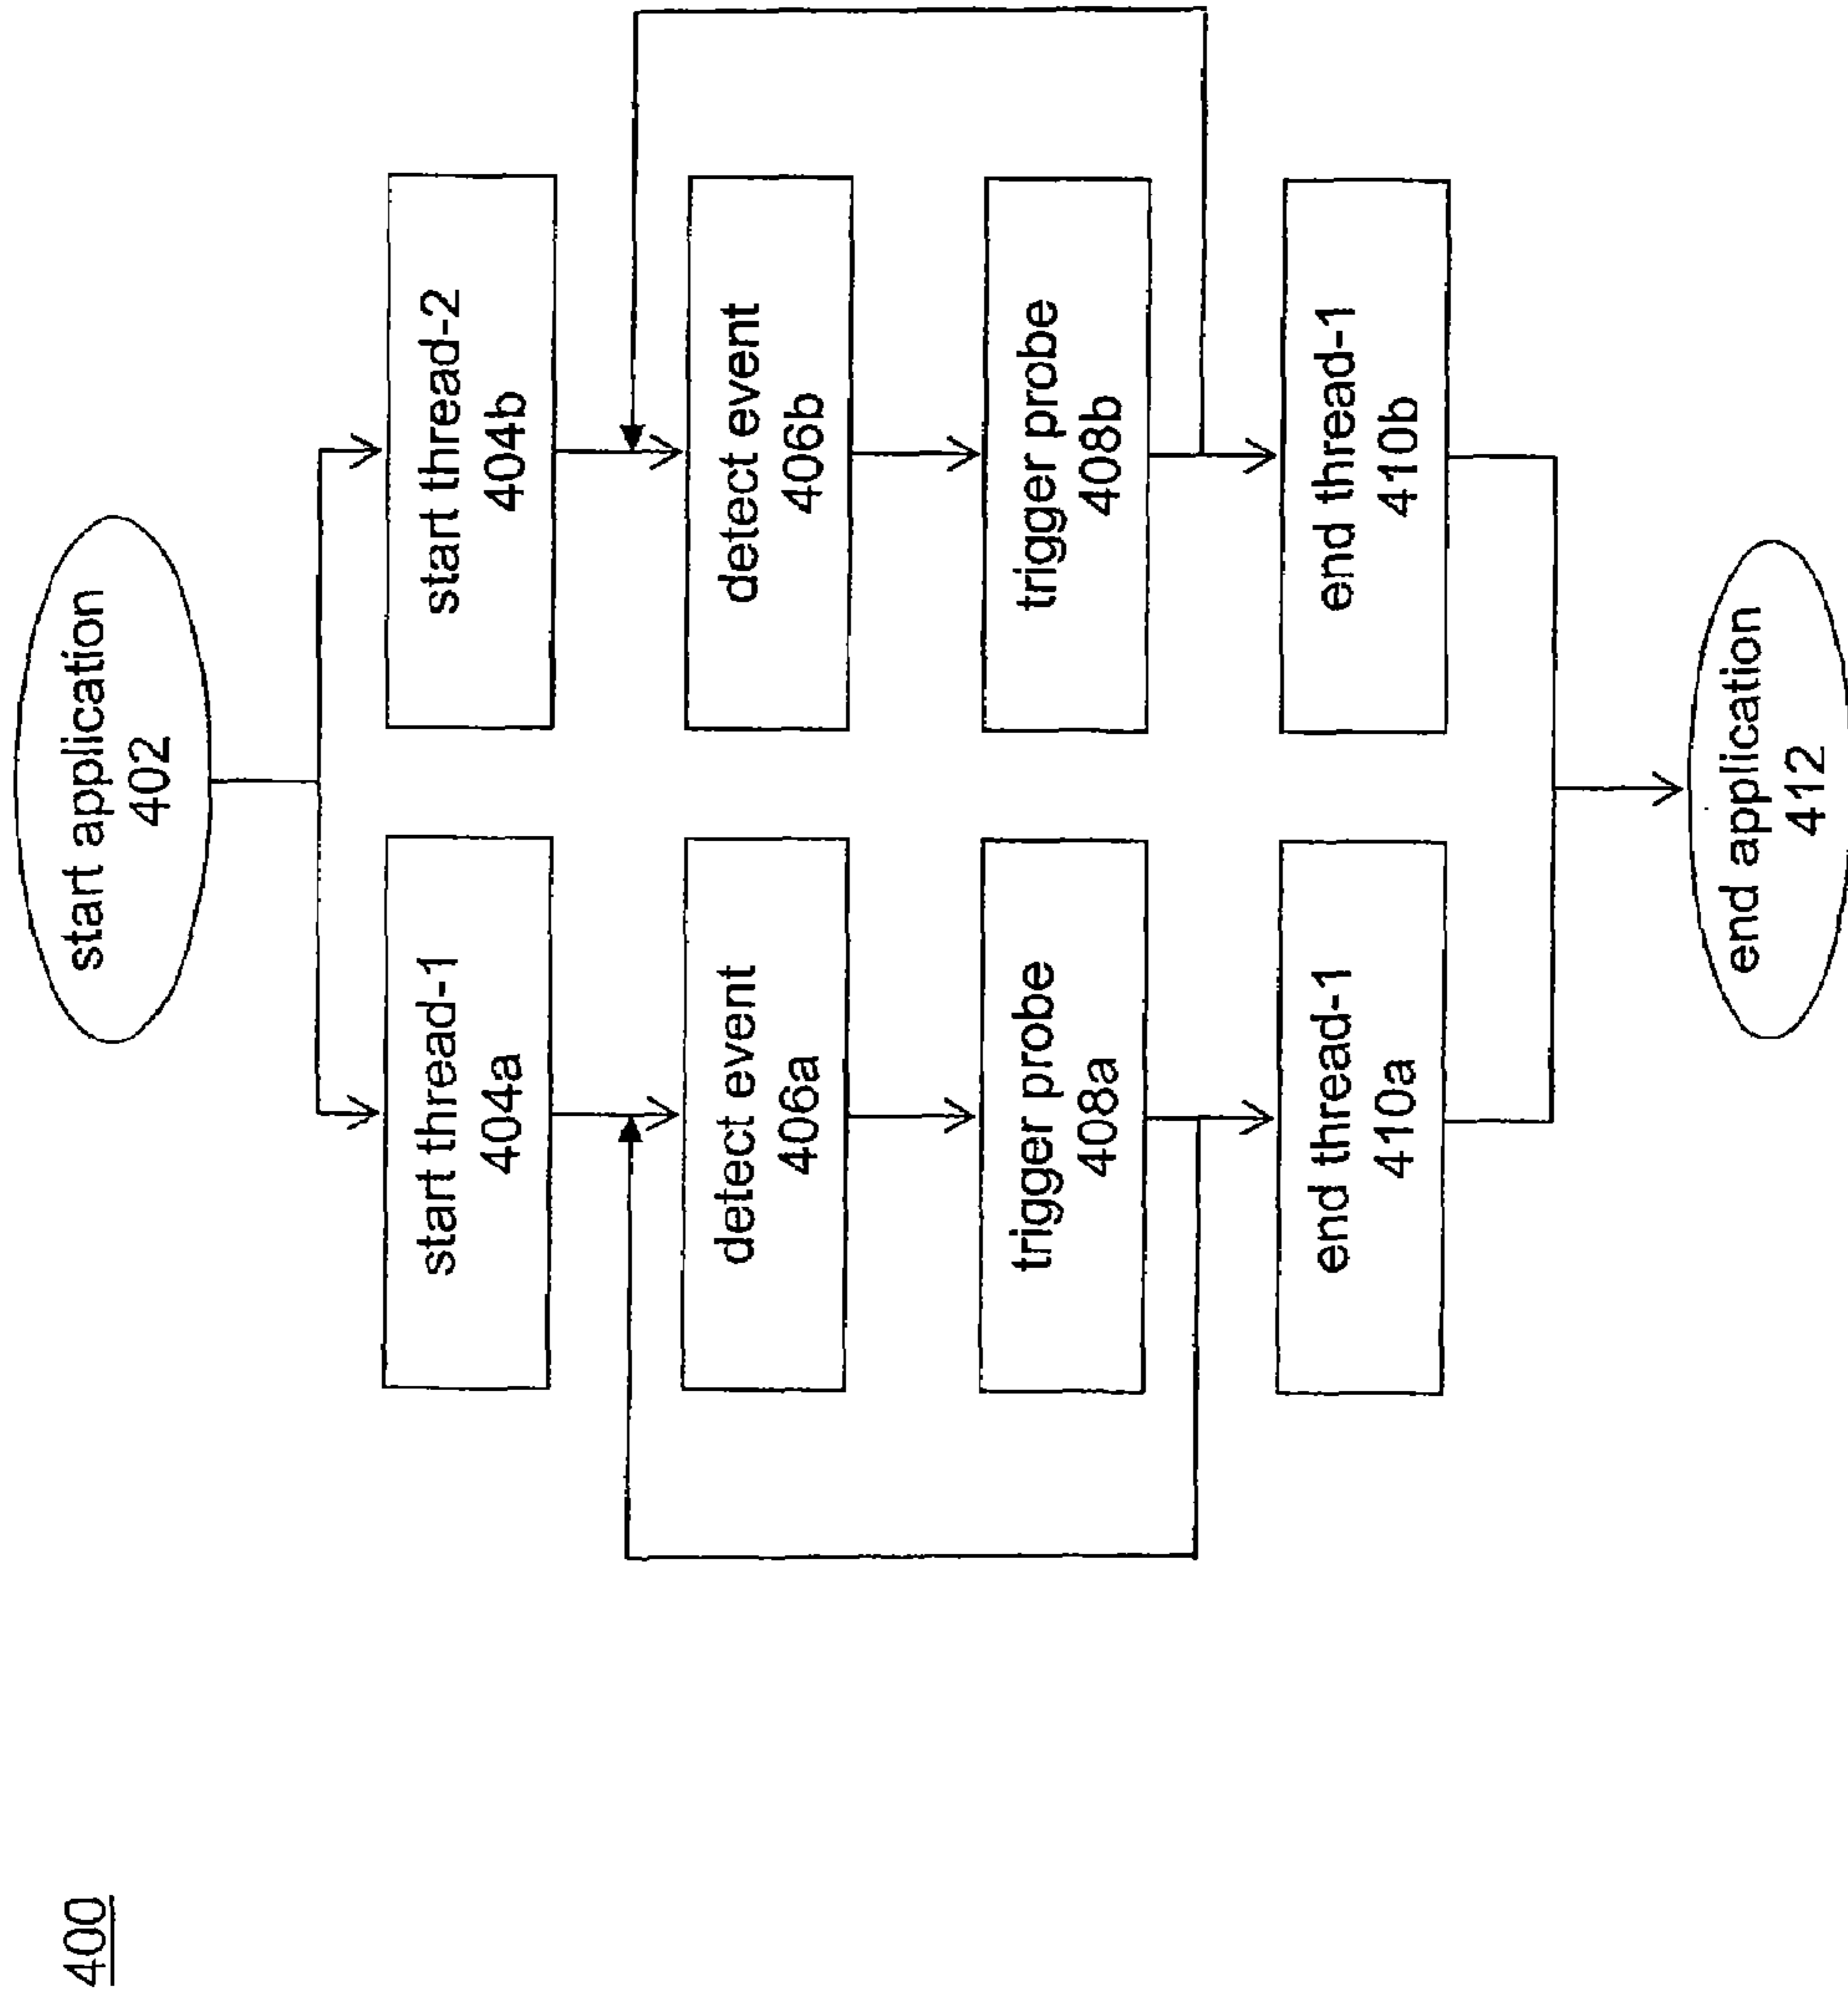 400
start application
402
start thread-1
404a
start thread-2
404b
detect event
406a
detect event
406b
trigger probe
408a
trigger probe
408b
end thread-1
410a
end thread-1
410b
end application
412